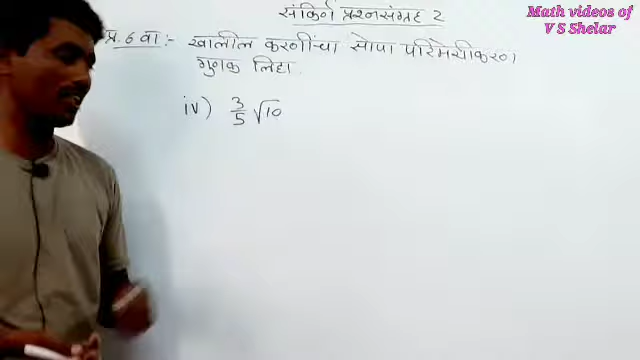 संकिर्ण प्रश्नसंग्रह 2
Math videos of
V S Shelar
प्र. 6 वा :- खालील करणींचा सोपा परिमेयीकरण
गुणक लिहा.
iv) 3/5 √10